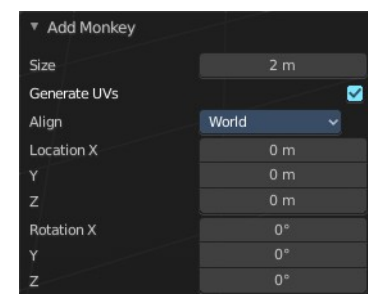 Add Monkey
Size 2 m
Generate UVs
Align World
Location X 0 m
Y 0 m
Z 0 m
Rotation X 0°
Y 0°
Z 0°